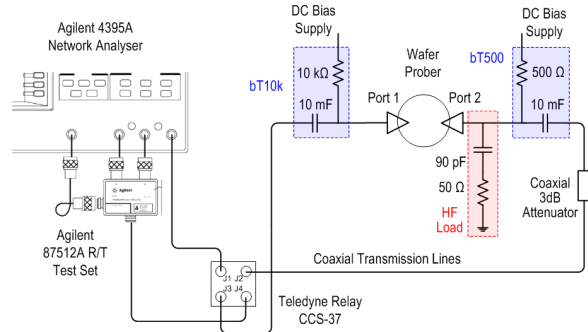 Agilent 4395A
Network Analyser
DC Bias
Supply
DC Bias
Supply
bT10k
10 kΩ
10 mF
Wafer
Prober
Port 1
Port 2
bT500
500 Ω
10 mF
90 pF
50 Ω
HF
Load
Coaxial
3dB
Attenuator
Agilent
Agilent
87512A R/T
Test Set
J1 J2
J3 J4
Coaxial Transmission Lines
Teledyne Relay
CCS-37